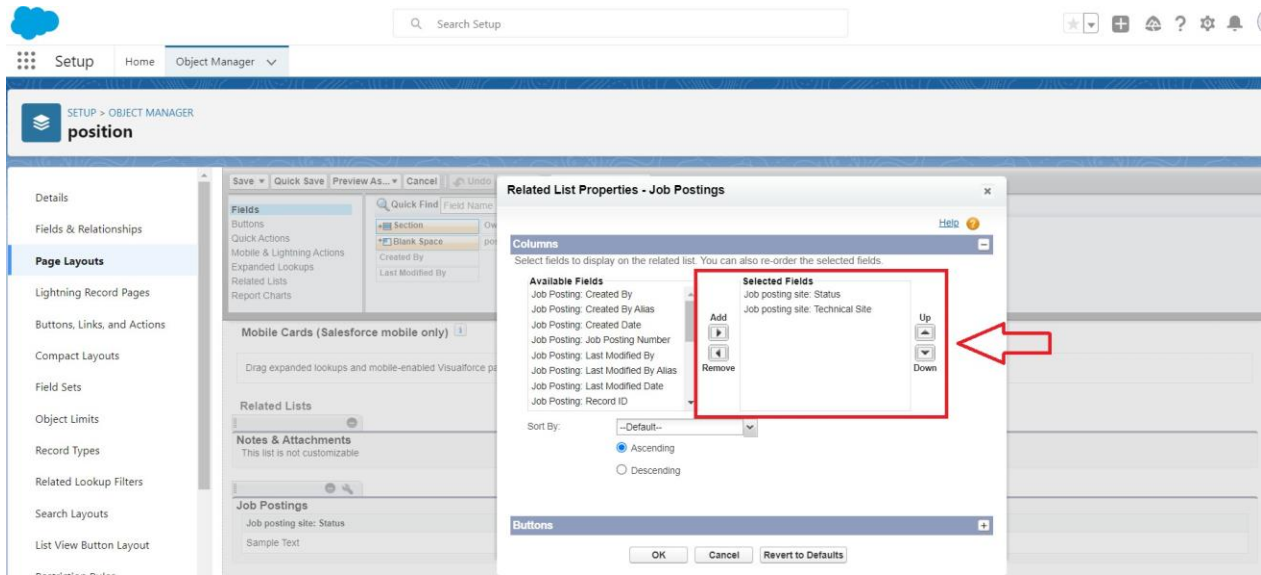 Search Setup
Setup Home Object Manager
SETUP > OBJECT MANAGER
position
Details
Fields & Relationships
Page Layouts
Lightning Record Pages
Buttons, Links, and Actions
Compact Layouts
Field Sets
Object Limits
Record Types
Related Lookup Filters
Search Layouts
List View Button Layout
Save Quick Save Preview As... Cancel Undo
Fields
Buttons
Quick Actions
Mobile & Lightning Actions
Expanded Lookups
Related Lists
Report Charts
Quick Find Field Name
Section
Blank Space
Created By
Last Modified By
Mobile Cards (Salesforce mobile only)
Drag expanded lookups and mobile-enabled Visualforce
Related Lists
Notes & Attachments
This list is not customizable
Job Postings
Job posting site: Status
Sample Text
Related List Properties - Job Postings
Help
Columns
Select fields to display on the related list. You can also re-order the selected fields.
Available Fields
Job Posting: Created By
Job Posting: Created By Alias
Job Posting: Created Date
Job Posting: Job Posting Number
Job Posting: Last Modified By
Job Posting: Last Modified By Alias
Job Posting: Last Modified Date
Job Posting: Record ID
Add
Remove
Selected Fields
Job posting site: Status
Job posting site: Technical Site
Up
Down
Sort By: --Default--
Ascending
Descending
Buttons
OK Cancel Revert to Defaults